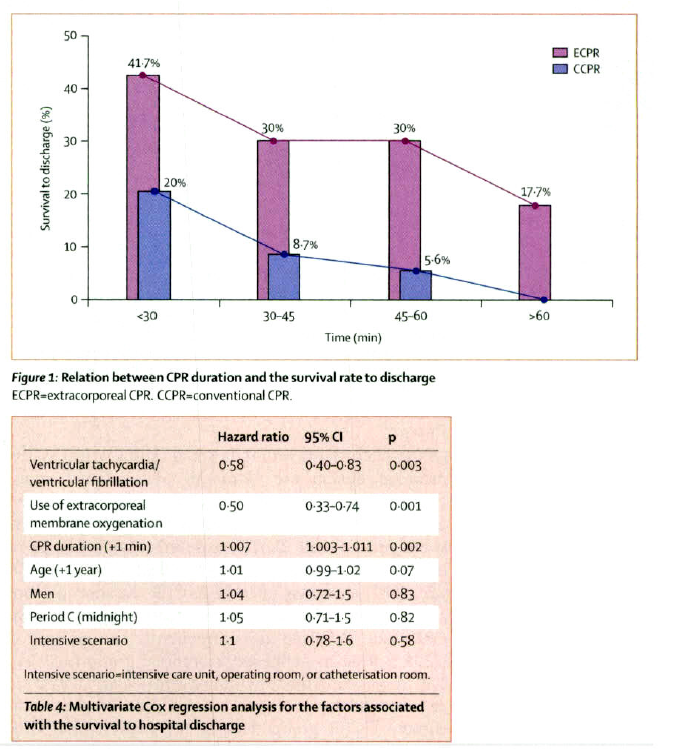 50
40
30
20
10
0
Survival to discharge (%)
41·7%
20%
30%
8·7%
30%
5·6%
17·7%
ECPR
CCPR
<30
30–45
45–60
>60
Time (min)
Figure 1: Relation between CPR duration and the survival rate to discharge
ECPR=extracorporeal CPR. CCPR=conventional CPR.
Hazard ratio 95% CI p
Ventricular tachycardia/
ventricular fibrillation 0·58 0·40–0·83 0·003
Use of extracorporeal
membrane oxygenation 0·50 0·33–0·74 0·001
CPR duration (+1 min) 1·007 1·003–1·011 0·002
Age (+1 year) 1·01 0·99–1·02 0·07
Men 1·04 0·72–1·5 0·83
Period C (midnight) 1·05 0·71–1·5 0·82
Intensive scenario 1·1 0·78–1·6 0·58
Intensive scenario=intensive care unit, operating room, or catheterisation room.
Table 4: Multivariate Cox regression analysis for the factors associated
with the survival to hospital discharge